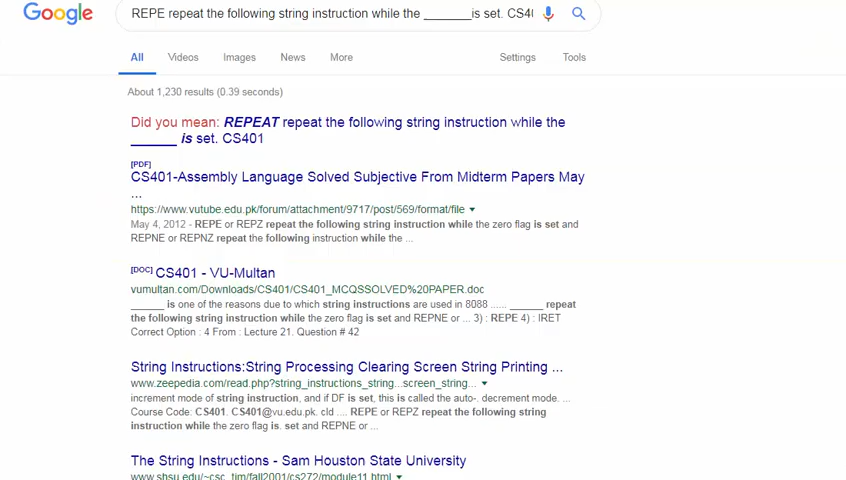 Google
REPE repeat the following string instruction while the _______is set. CS4
All Videos Images News More Settings Tools
About 1,230 results (0.39 seconds)
Did you mean: REPEAT repeat the following string instruction while the
______ is set. CS401
[PDF]
CS401-Assembly Language Solved Subjective From Midterm Papers May
...
https://www.vutube.edu.pk/forum/attachment/9717/post/569/format/file
May 4, 2012 - REPE or REPZ repeat the following string instruction while the zero flag is set and
REPNE or REPNZ repeat the following instruction while the ...
[DOC] CS401 - VU-Multan
vumultan.com/Downloads/CS401/CS401_MCQSSOLVED%20PAPER.doc
______ is one of the reasons due to which string instructions are used in 8088 ...... ______ repeat
the following string instruction while the zero flag is set and REPNE or ... 3) : REPE 4) : IRET
Correct Option : 4 From : Lecture 21. Question # 42
String Instructions:String Processing Clearing Screen String Printing ...
www.zeepedia.com/read.php?string_instructions_string...screen_string...
increment mode of string instruction, and if DF is set, this is called the auto-. decrement mode. ...
Course Code: CS401. CS401@vu.edu.pk. cld .... REPE or REPZ repeat the following string
instruction while the zero flag is. set and REPNE or ...
The String Instructions - Sam Houston State University
www.shsu.edu/~csc_tjm/fall2001/cs272/module11.html